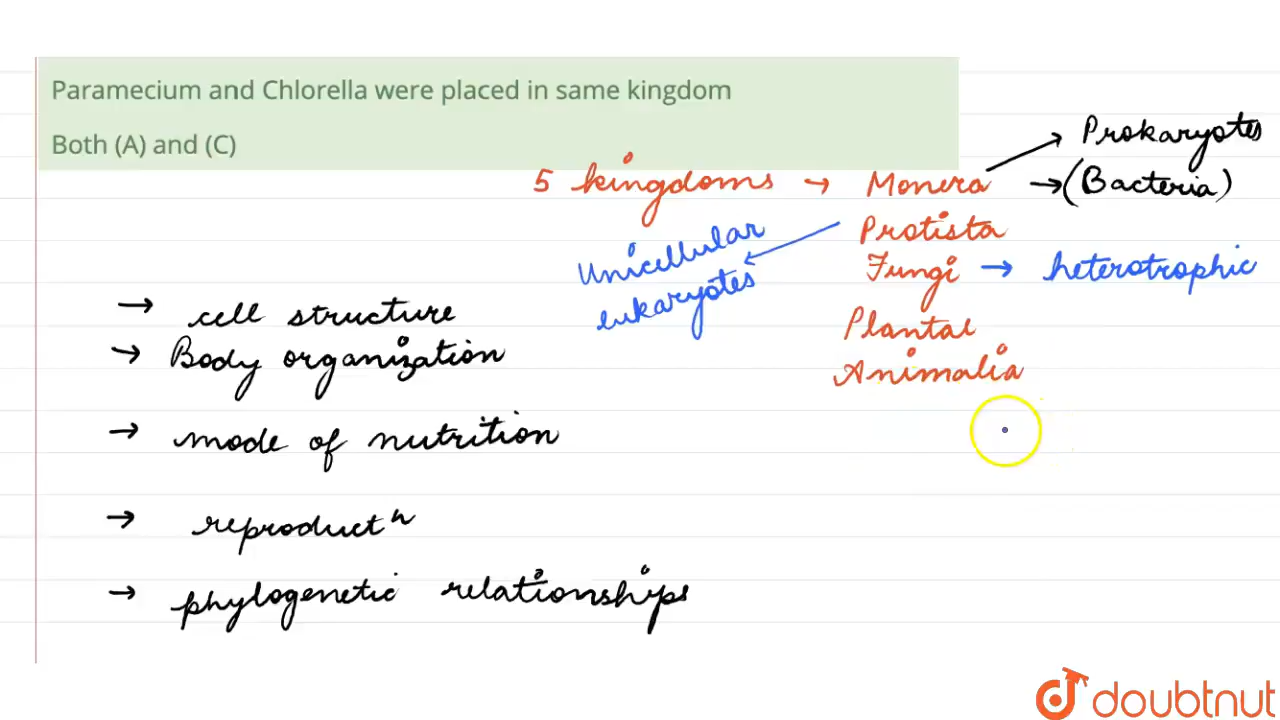 Paramecium and Chlorella were placed in same kingdom
Both (A) and (C)
Prokaryotes
5 kingdoms → Monera → (Bacteria)
Protista
Unicellular
eukaryotes
Fungi → heterotrophic
→ cell structure
Plantae
→ Body organization
Animalia
→ mode of nutrition
→ reproductⁿ
→ phylogenetic relationships
doubtnut